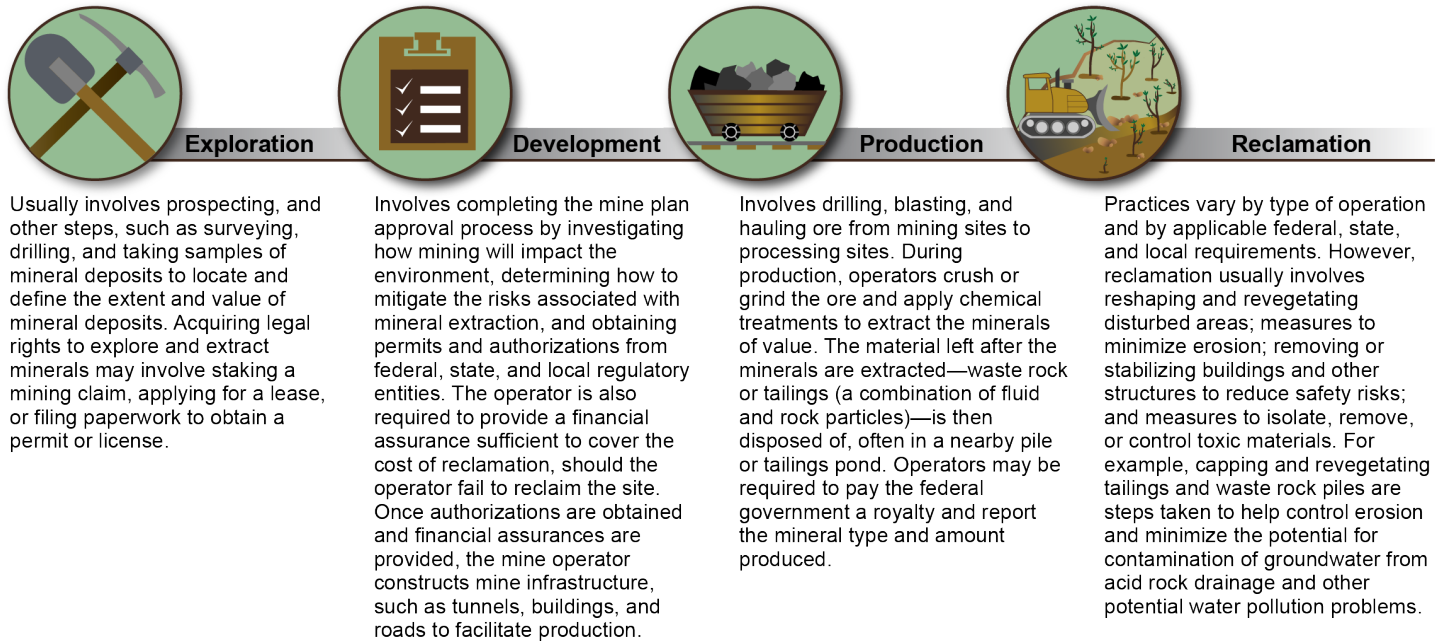 Exploration
Development
Production
Reclamation
Usually involves prospecting, and
other steps, such as surveying,
drilling, and taking samples of
mineral deposits to locate and
define the extent and value of
mineral deposits. Acquiring legal
rights to explore and extract
minerals may involve staking a
mining claim, applying for a lease,
or filing paperwork to obtain a
permit or license.
Involves completing the mine plan
approval process by investigating
how mining will impact the
environment, determining how to
mitigate the risks associated with
mineral extraction, and obtaining
permits and authorizations from
federal, state, and local regulatory
entities. The operator is also
required to provide a financial
assurance sufficient to cover the
cost of reclamation, should the
operator fail to reclaim the site.
Once authorizations are obtained
and financial assurances are
provided, the mine operator
constructs mine infrastructure,
such as tunnels, buildings, and
roads to facilitate production.
Involves drilling, blasting, and
hauling ore from mining sites to
processing sites. During
production, operators crush or
grind the ore and apply chemical
treatments to extract the minerals
of value. The material left after the
minerals are extracted—waste rock
or tailings (a combination of fluid
and rock particles)—is then
disposed of, often in a nearby pile
or tailings pond. Operators may be
required to pay the federal
government a royalty and report
the mineral type and amount
produced.
Practices vary by type of operation
and by applicable federal, state,
and local requirements. However,
reclamation usually involves
reshaping and revegetating
disturbed areas; measures to
minimize erosion; removing or
stabilizing buildings and other
structures to reduce safety risks;
and measures to isolate, remove,
or control toxic materials. For
example, capping and revegetating
tailings and waste rock piles are
steps taken to help control erosion
and minimize the potential for
contamination of groundwater from
acid rock drainage and other
potential water pollution problems.